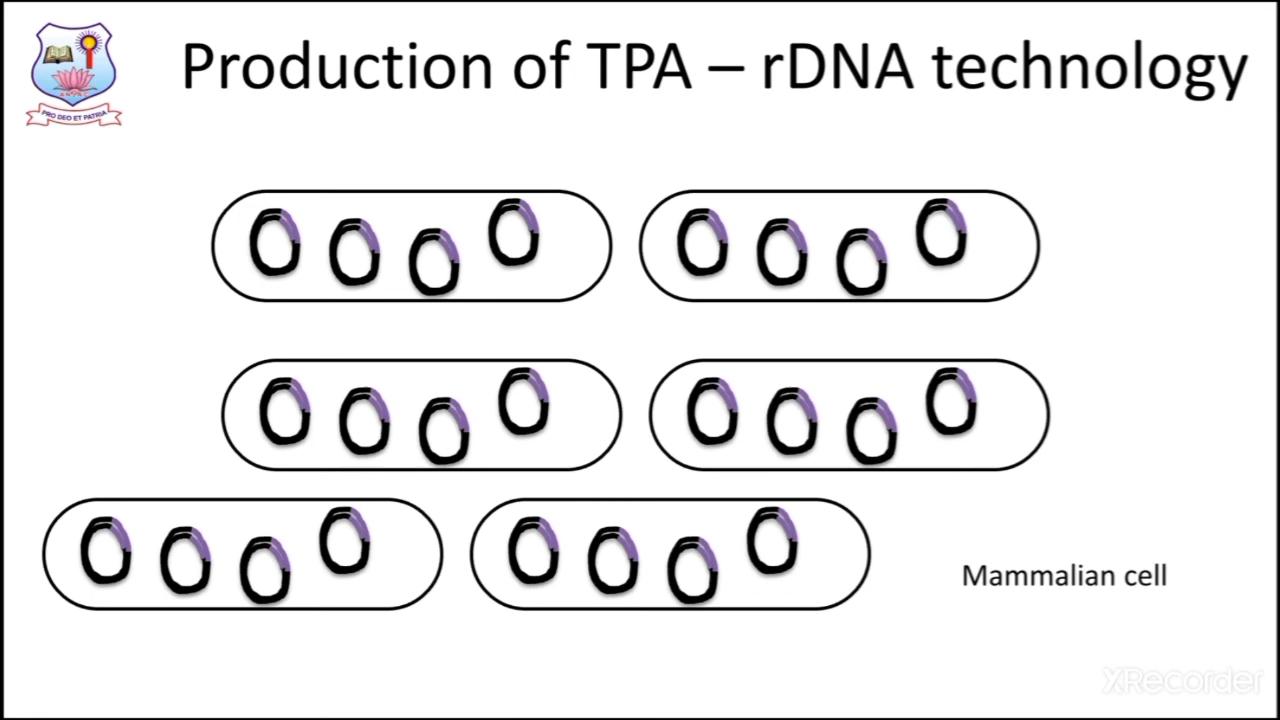 Production of TPA – rDNA technology
PRO DEO ET PATRIA
Mammalian cell
XRecorder